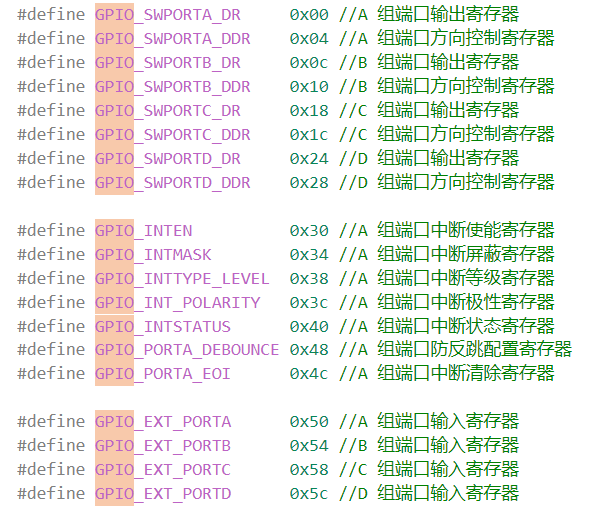 #define GPIO_SWPORTA_DR 0x00 //A 组端口输出寄存器
#define GPIO_SWPORTA_DDR 0x04 //A 组端口方向控制寄存器
#define GPIO_SWPORTB_DR 0x0c //B 组端口输出寄存器
#define GPIO_SWPORTB_DDR 0x10 //B 组端口方向控制寄存器
#define GPIO_SWPORTC_DR 0x18 //C 组端口输出寄存器
#define GPIO_SWPORTC_DDR 0x1c //C 组端口方向控制寄存器
#define GPIO_SWPORTD_DR 0x24 //D 组端口输出寄存器
#define GPIO_SWPORTD_DDR 0x28 //D 组端口方向控制寄存器
#define GPIO_INTEN 0x30 //A 组端口中断使能寄存器
#define GPIO_INTMASK 0x34 //A 组端口中断屏蔽寄存器
#define GPIO_INTTYPE_LEVEL 0x38 //A 组端口中断等级寄存器
#define GPIO_INT_POLARITY 0x3c //A 组端口中断极性寄存器
#define GPIO_INTSTATUS 0x40 //A 组端口中断状态寄存器
#define GPIO_PORTA_DEBOUNCE 0x48 //A 组端口防反跳配置寄存器
#define GPIO_PORTA_EOI 0x4c //A 组端口中断清除寄存器
#define GPIO_EXT_PORTA 0x50 //A 组端口输入寄存器
#define GPIO_EXT_PORTB 0x54 //B 组端口输入寄存器
#define GPIO_EXT_PORTC 0x58 //C 组端口输入寄存器
#define GPIO_EXT_PORTD 0x5c //D 组端口输入寄存器